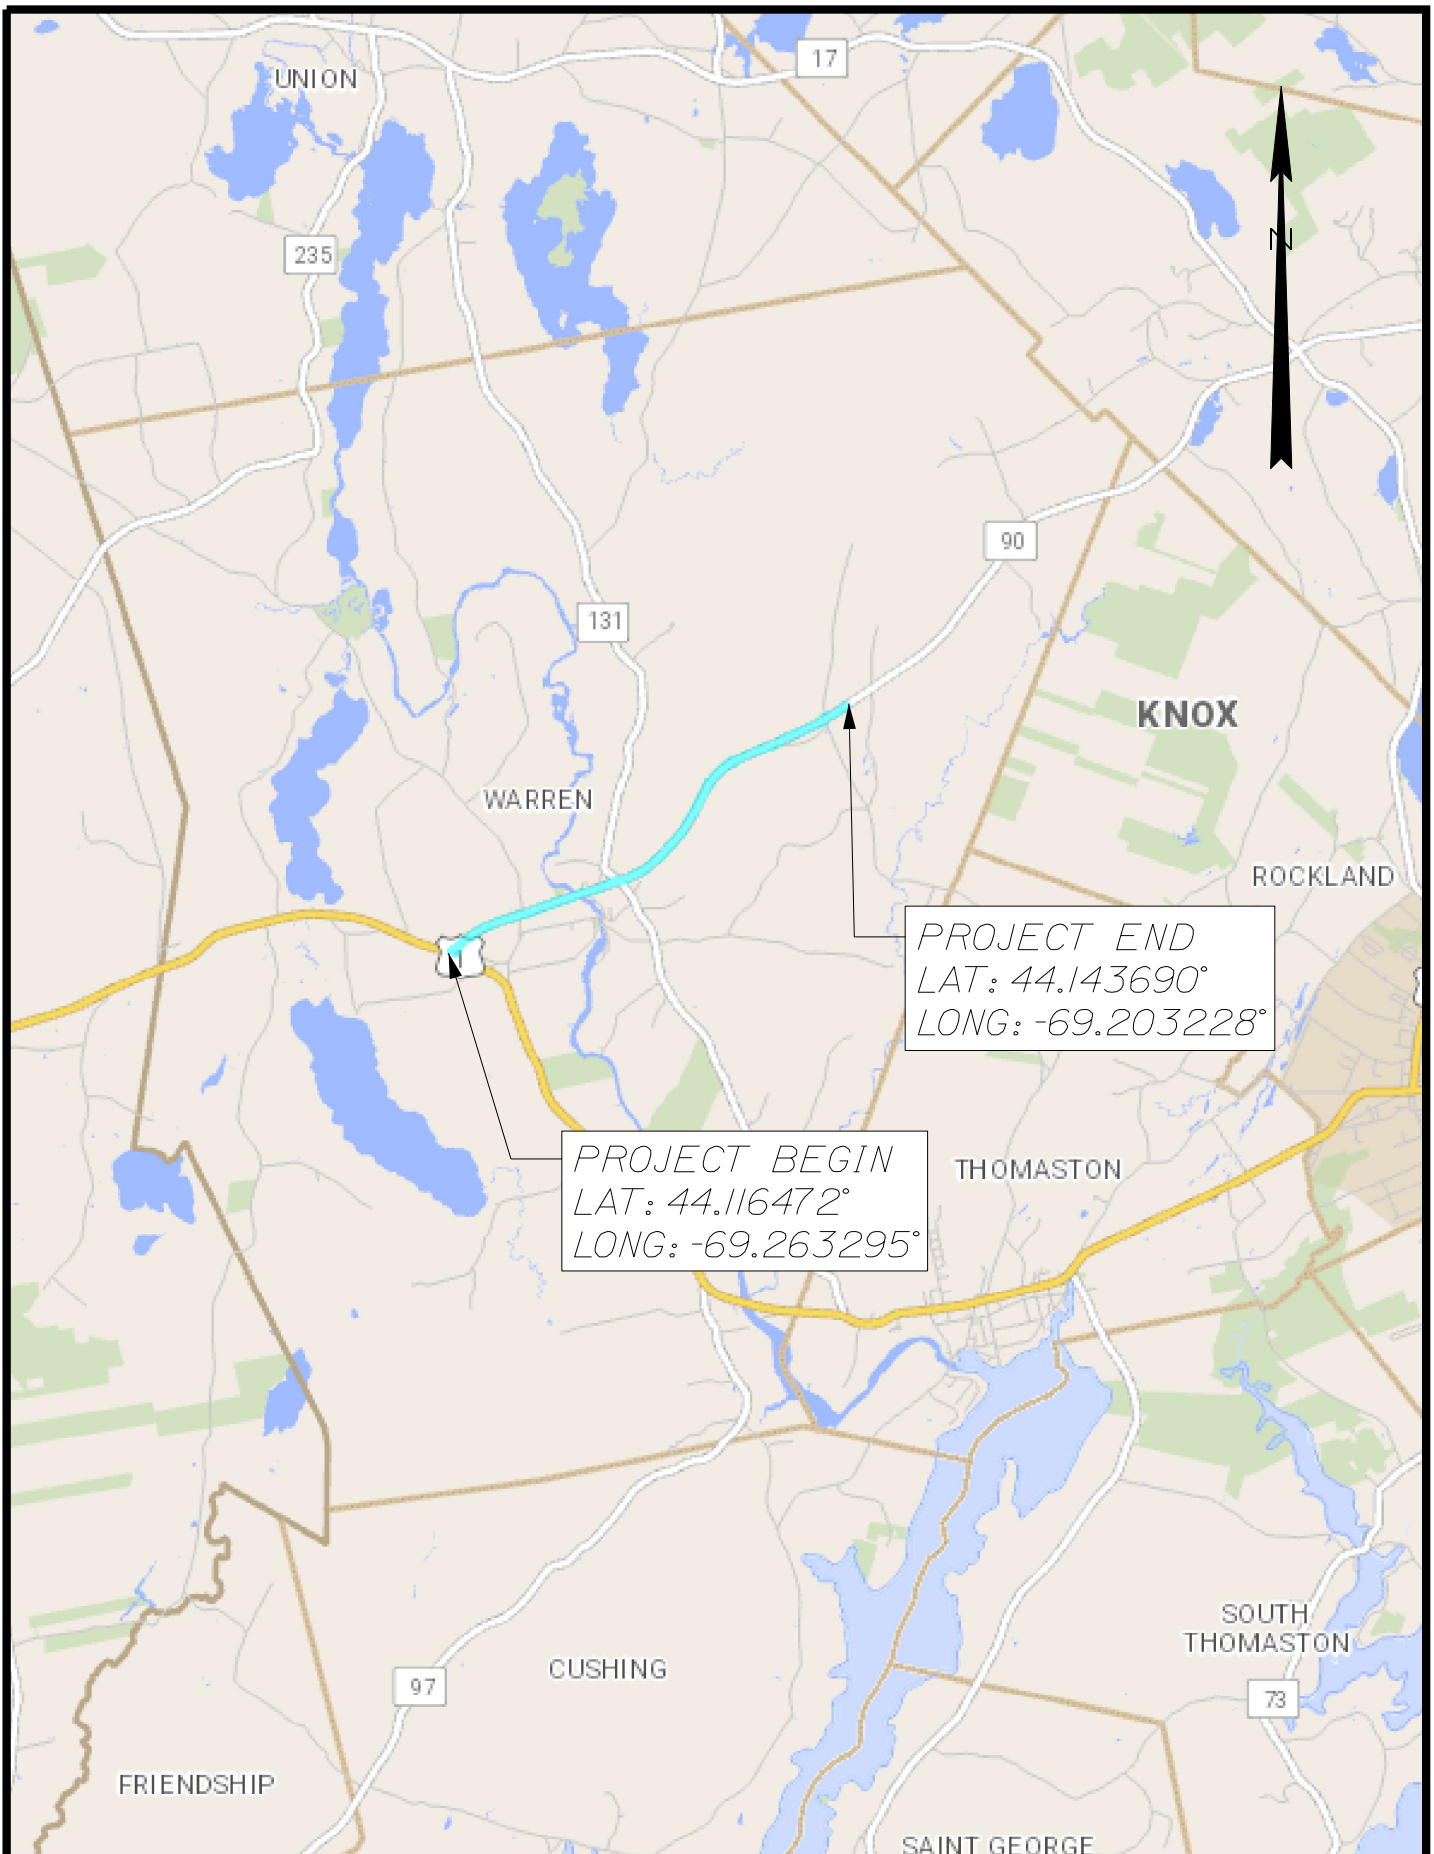 17
UNION
235
N
90
131
KNOX
WARREN
ROCKLAND
PROJECT END
LAT: 44.143690°
LONG: -69.203228°
1
PROJECT BEGIN
LAT: 44.116472°
LONG: -69.263295°
THOMASTON
SOUTH
THOMASTON
CUSHING
97
73
FRIENDSHIP
SAINT GEORGE